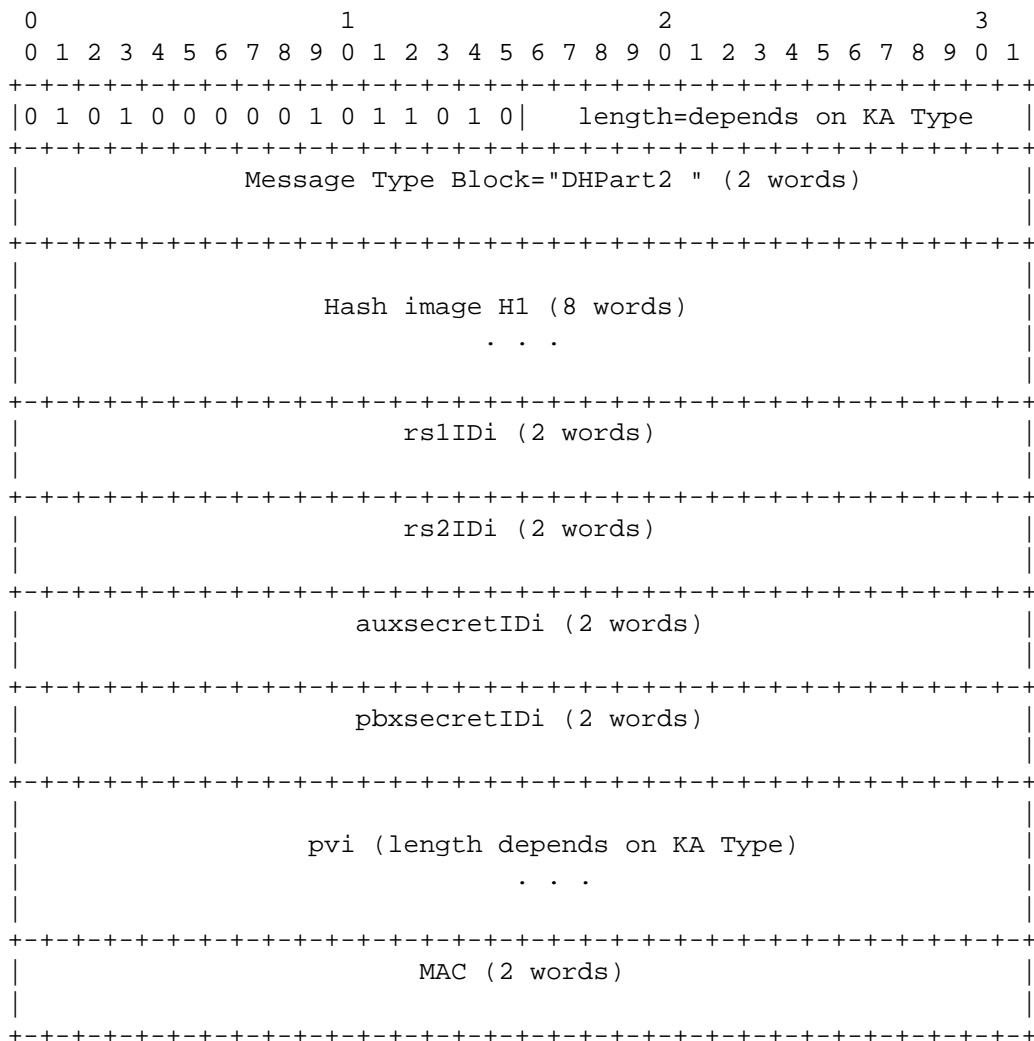 0                   1                   2                   3
 0 1 2 3 4 5 6 7 8 9 0 1 2 3 4 5 6 7 8 9 0 1 2 3 4 5 6 7 8 9 0 1
+-+-+-+-+-+-+-+-+-+-+-+-+-+-+-+-+-+-+-+-+-+-+-+-+-+-+-+-+-+-+-+-+
|0 1 0 1 0 0 0 0 0 1 0 1 1 0 1 0|   length=depends on KA Type   |
+-+-+-+-+-+-+-+-+-+-+-+-+-+-+-+-+-+-+-+-+-+-+-+-+-+-+-+-+-+-+-+-+
|              Message Type Block="DHPart2 " (2 words)          |
|                                                               |
+-+-+-+-+-+-+-+-+-+-+-+-+-+-+-+-+-+-+-+-+-+-+-+-+-+-+-+-+-+-+-+-+
|                                                               |
|                   Hash image H1 (8 words)                     |
|                             . . .                             |
|                                                               |
+-+-+-+-+-+-+-+-+-+-+-+-+-+-+-+-+-+-+-+-+-+-+-+-+-+-+-+-+-+-+-+-+
|                        rs1IDi (2 words)                       |
|                                                               |
+-+-+-+-+-+-+-+-+-+-+-+-+-+-+-+-+-+-+-+-+-+-+-+-+-+-+-+-+-+-+-+-+
|                        rs2IDi (2 words)                       |
|                                                               |
+-+-+-+-+-+-+-+-+-+-+-+-+-+-+-+-+-+-+-+-+-+-+-+-+-+-+-+-+-+-+-+-+
|                     auxsecretIDi (2 words)                    |
|                                                               |
+-+-+-+-+-+-+-+-+-+-+-+-+-+-+-+-+-+-+-+-+-+-+-+-+-+-+-+-+-+-+-+-+
|                     pbxsecretIDi (2 words)                    |
|                                                               |
+-+-+-+-+-+-+-+-+-+-+-+-+-+-+-+-+-+-+-+-+-+-+-+-+-+-+-+-+-+-+-+-+
|                                                               |
|                  pvi (length depends on KA Type)              |
|                               . . .                           |
|                                                               |
+-+-+-+-+-+-+-+-+-+-+-+-+-+-+-+-+-+-+-+-+-+-+-+-+-+-+-+-+-+-+-+-+
|                         MAC (2 words)                         |
|                                                               |
+-+-+-+-+-+-+-+-+-+-+-+-+-+-+-+-+-+-+-+-+-+-+-+-+-+-+-+-+-+-+-+-+